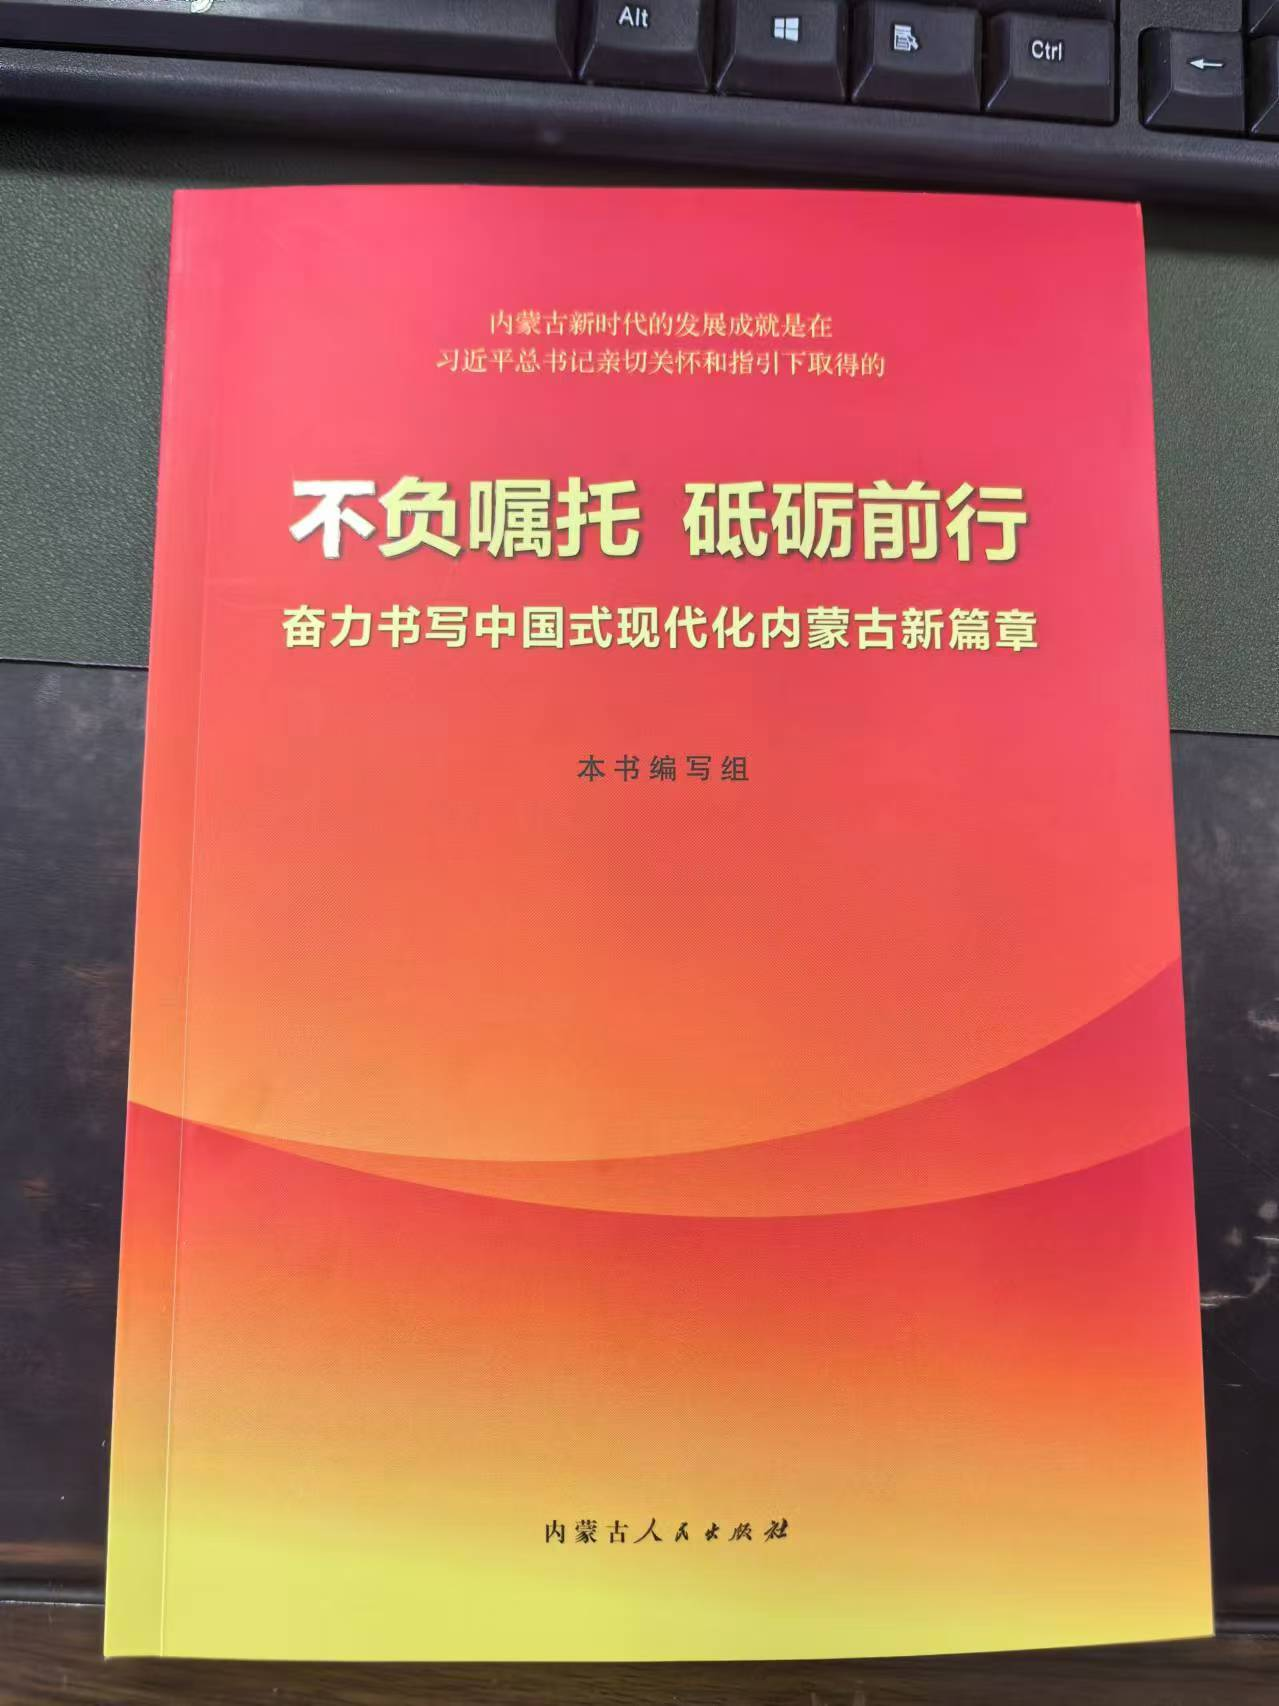 Alt
Ctrl
←
内蒙古新时代的发展成就是在
习近平总书记亲切关怀和指引下取得的
不负嘱托 砥砺前行
奋力书写中国式现代化内蒙古新篇章
本书编写组
内蒙古人民出版社